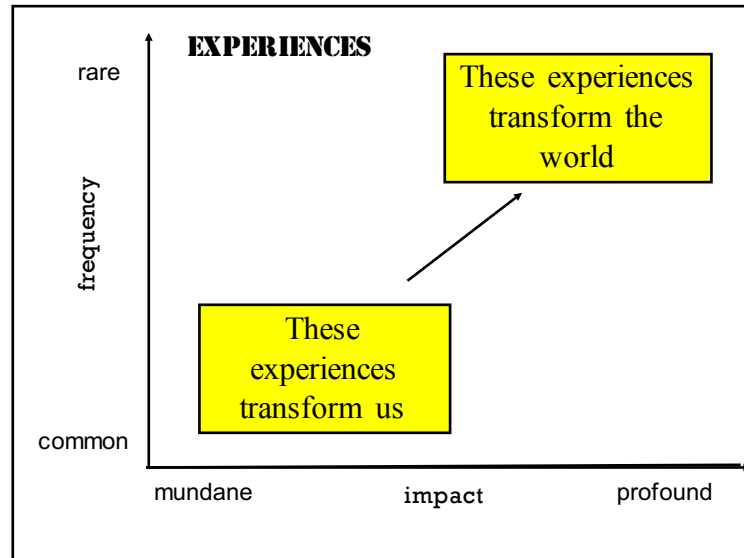 EXPERIENCES
rare
These experiences
transform the
world
frequency
These
experiences
transform us
common
mundane
impact
profound